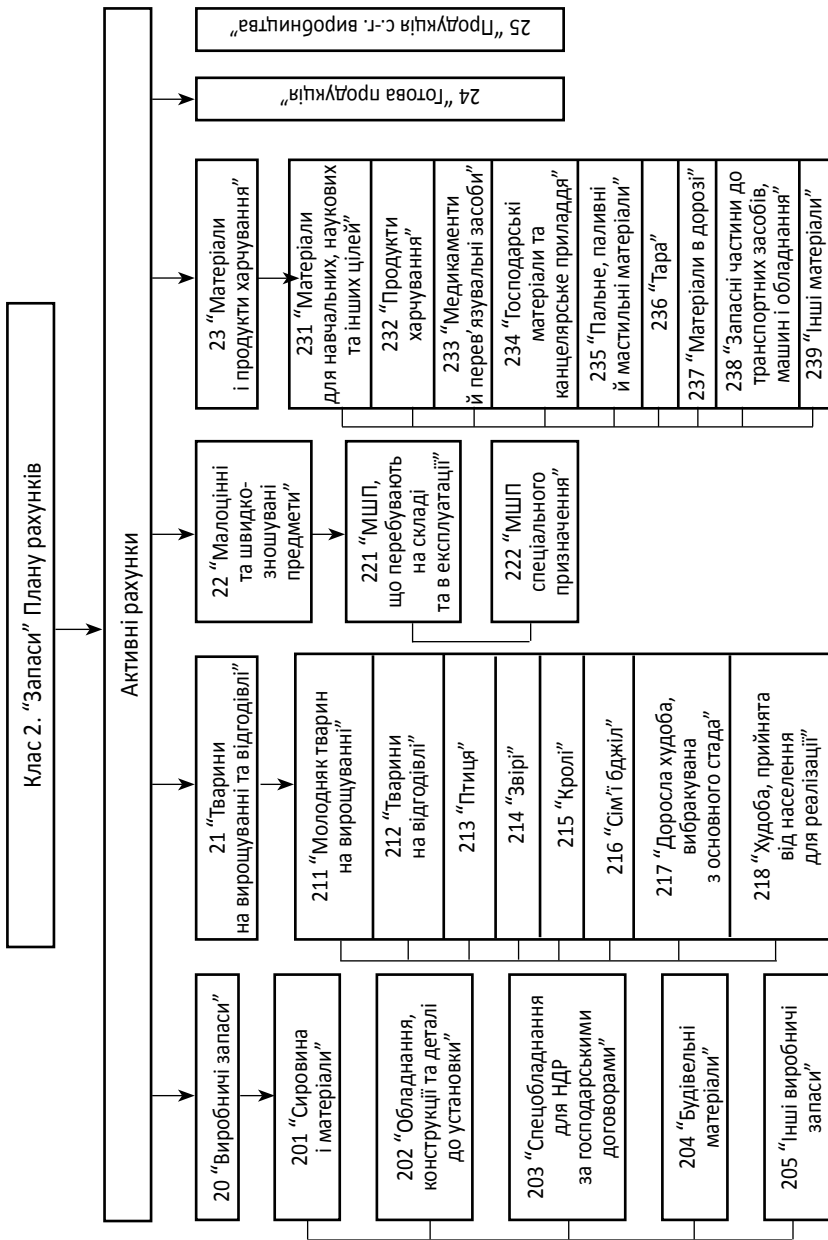 Клас 2. “Запаси” Плану рахунків
Активні рахунки
20 “Виробничі запаси”
201 “Сировина
і матеріали”
202 “Обладнання,
конструкції та деталі
до установки”
203 “Спецобладнання
для НДР
за господарськими
договорами”
204 “Будівельні
матеріали”
205 “Інші виробничі
запаси”
21 “Тварини
на вирощуванні та відгодівлі”
211 “Молодняк тварин
на вирощуванні”
212 “Тварини
на відгодівлі”
213 “Птиця”
214 “Звірі”
215 “Кролі”
216 “Сім’ї бджіл”
217 “Доросла худоба,
вибракувана
з основного стада”
218 “Худоба, прийнята
від населення
для реалізації”
22 “Малоцінні
та швидко-
зношувані
предмети”
221 “МШП,
що перебувають
на складі
та в експлуатації”
222 “МШП
спеціального
призначення”
23 “Матеріали
і продукти харчування”
231 “Матеріали
для навчальних, наукових
та інших цілей”
232 “Продукти
харчування”
233 “Медикаменти
й перев’язувальні засоби”
234 “Господарські
матеріали та
канцелярське приладдя”
235 “Пальне, паливні
й мастильні матеріали”
236 “Тара”
237 “Матеріали в дорозі”
238 “Запасні частини до
транспортних засобів,
машин і обладнання”
239 “Інші матеріали”
24 “Готова продукція”
25 “Продукція с.-г. виробництва”